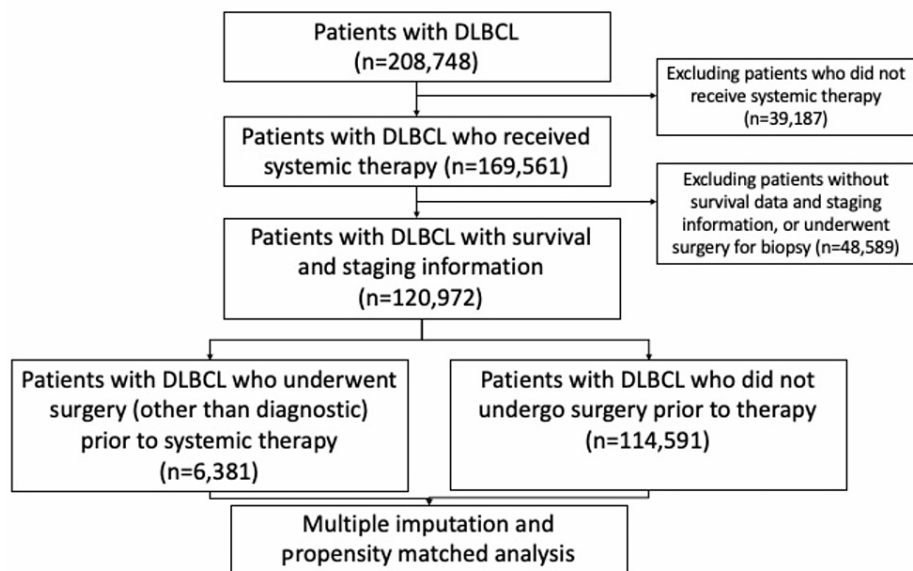 Patients with DLBCL
(n=208,748)
Excluding patients who did not
receive systemic therapy
(n=39,187)
Patients with DLBCL who received
systemic therapy (n=169,561)
Excluding patients without
survival data and staging
information, or underwent
surgery for biopsy (n=48,589)
Patients with DLBCL with survival
and staging information
(n=120,972)
Patients with DLBCL who underwent
surgery (other than diagnostic)
prior to systemic therapy
(n=6,381)
Patients with DLBCL who did not
undergo surgery prior to therapy
(n=114,591)
Multiple imputation and
propensity matched analysis